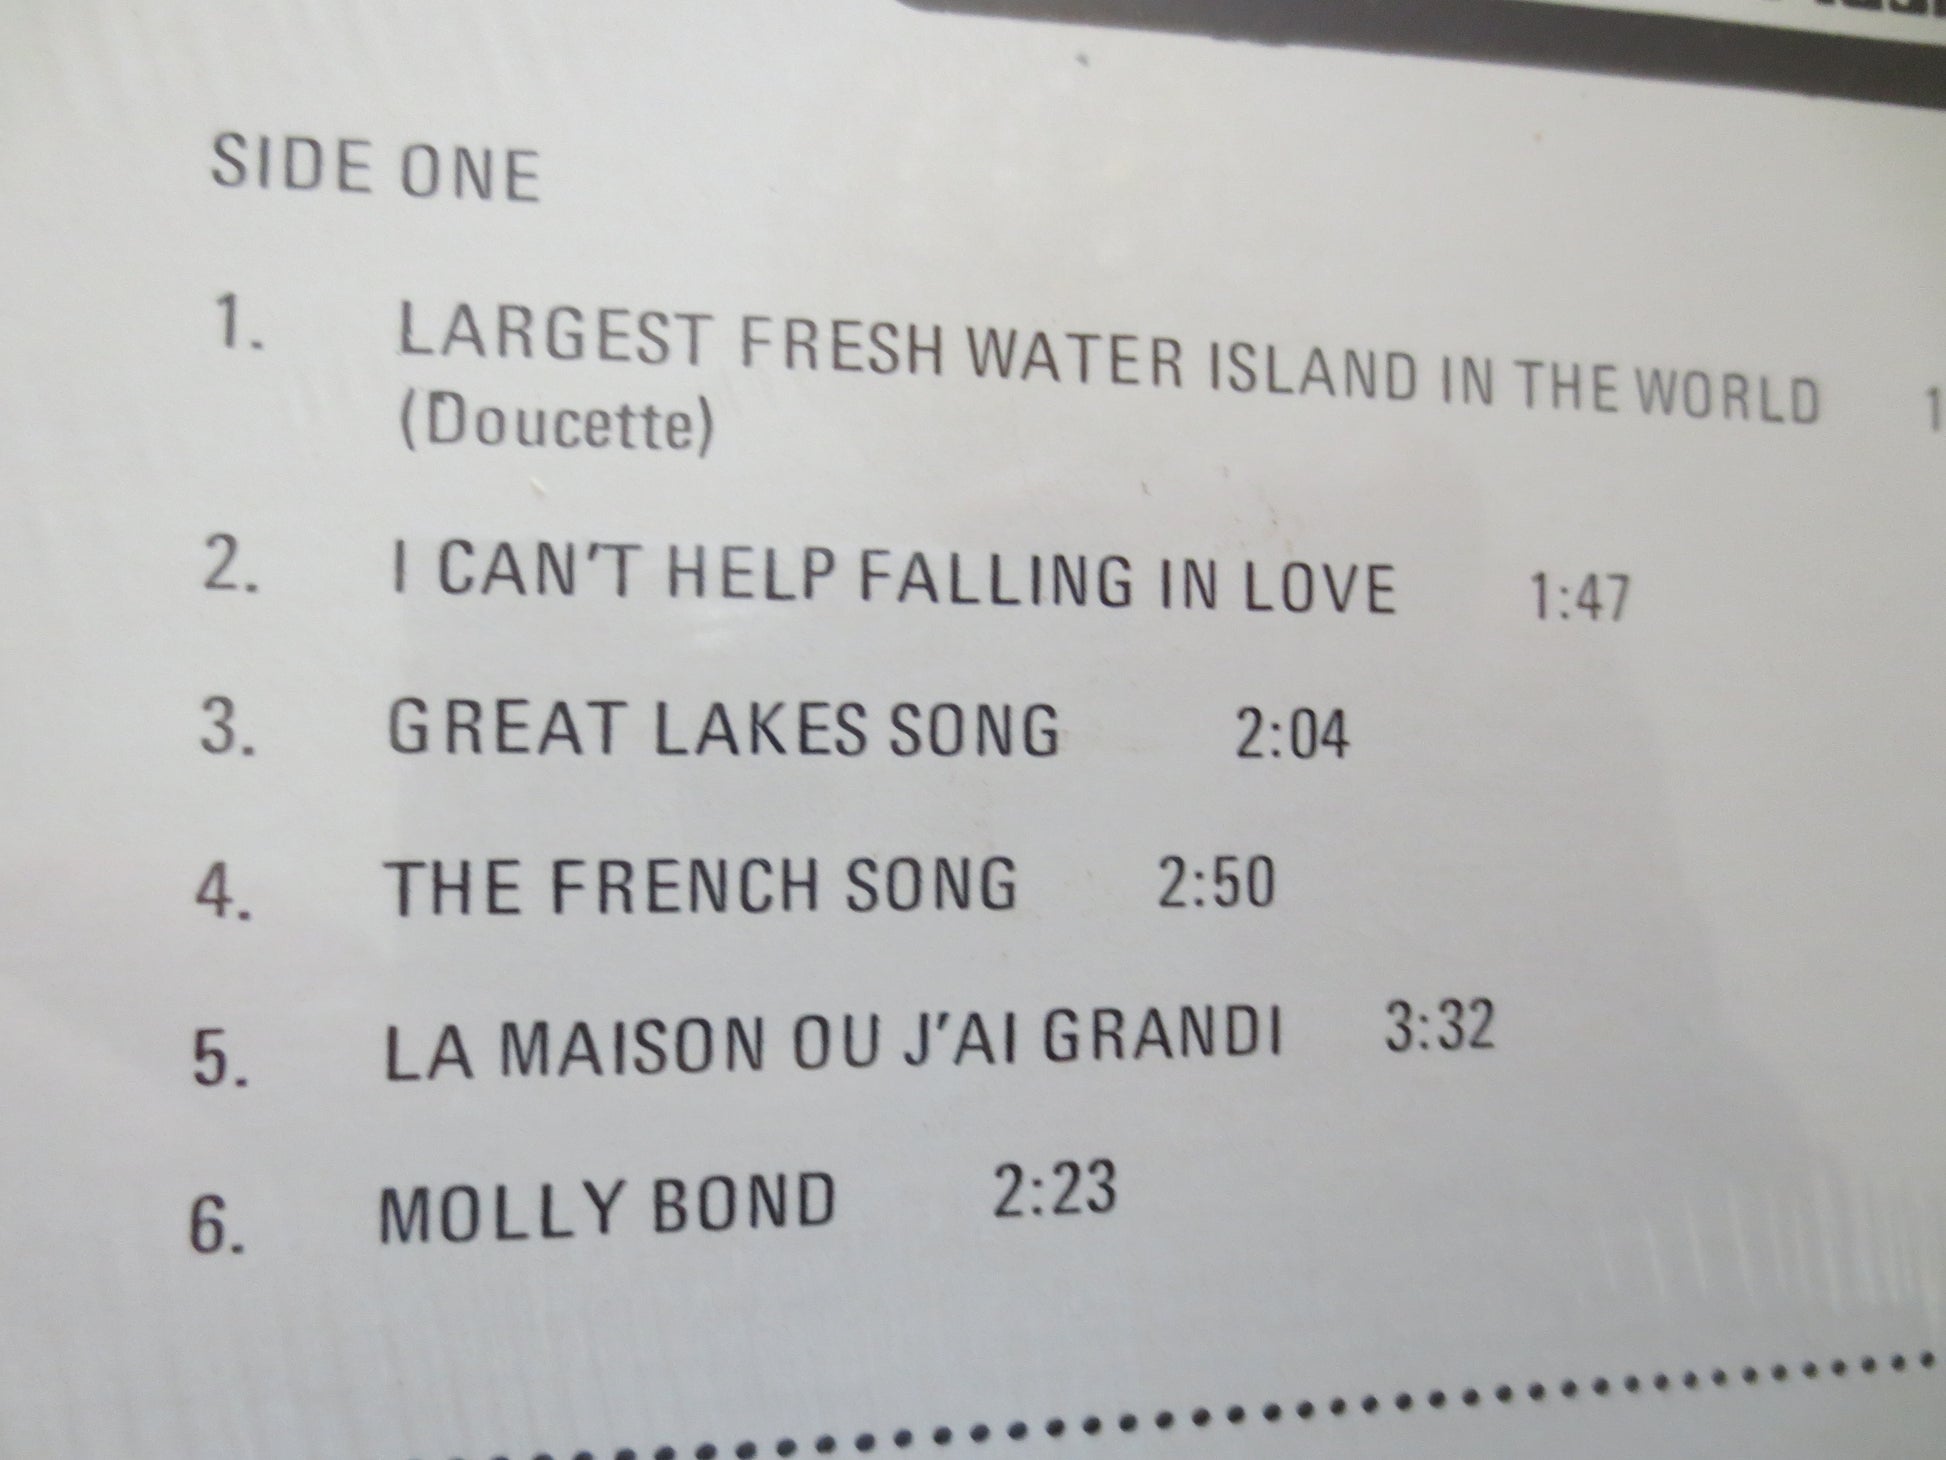 SIDE ONE
1. LARGEST FRESH WATER ISLAND IN THE WORLD 1
(Doucette)
2. I CAN'T HELP FALLING IN LOVE 1:47
3. GREAT LAKES SONG 2:04
4. THE FRENCH SONG 2:50
5. LA MAISON OU J'AI GRANDI 3:32
6. MOLLY BOND 2:23